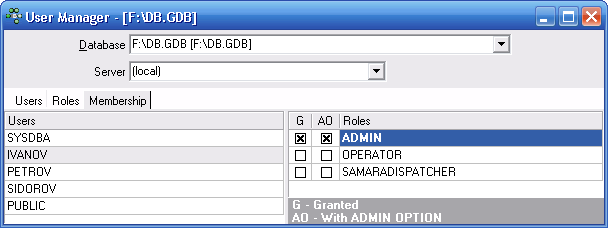 User Manager - [F:\DB.GDB]
Database F:\DB.GDB [F:\DB.GDB]
Server (local)
Users Roles Membership
Users
SYSDBA
IVANOV
PETROV
SIDOROV
PUBLIC
G AO Roles
ADMIN
OPERATOR
SAMARADISPATCHER
G - Granted
AO - With ADMIN OPTION